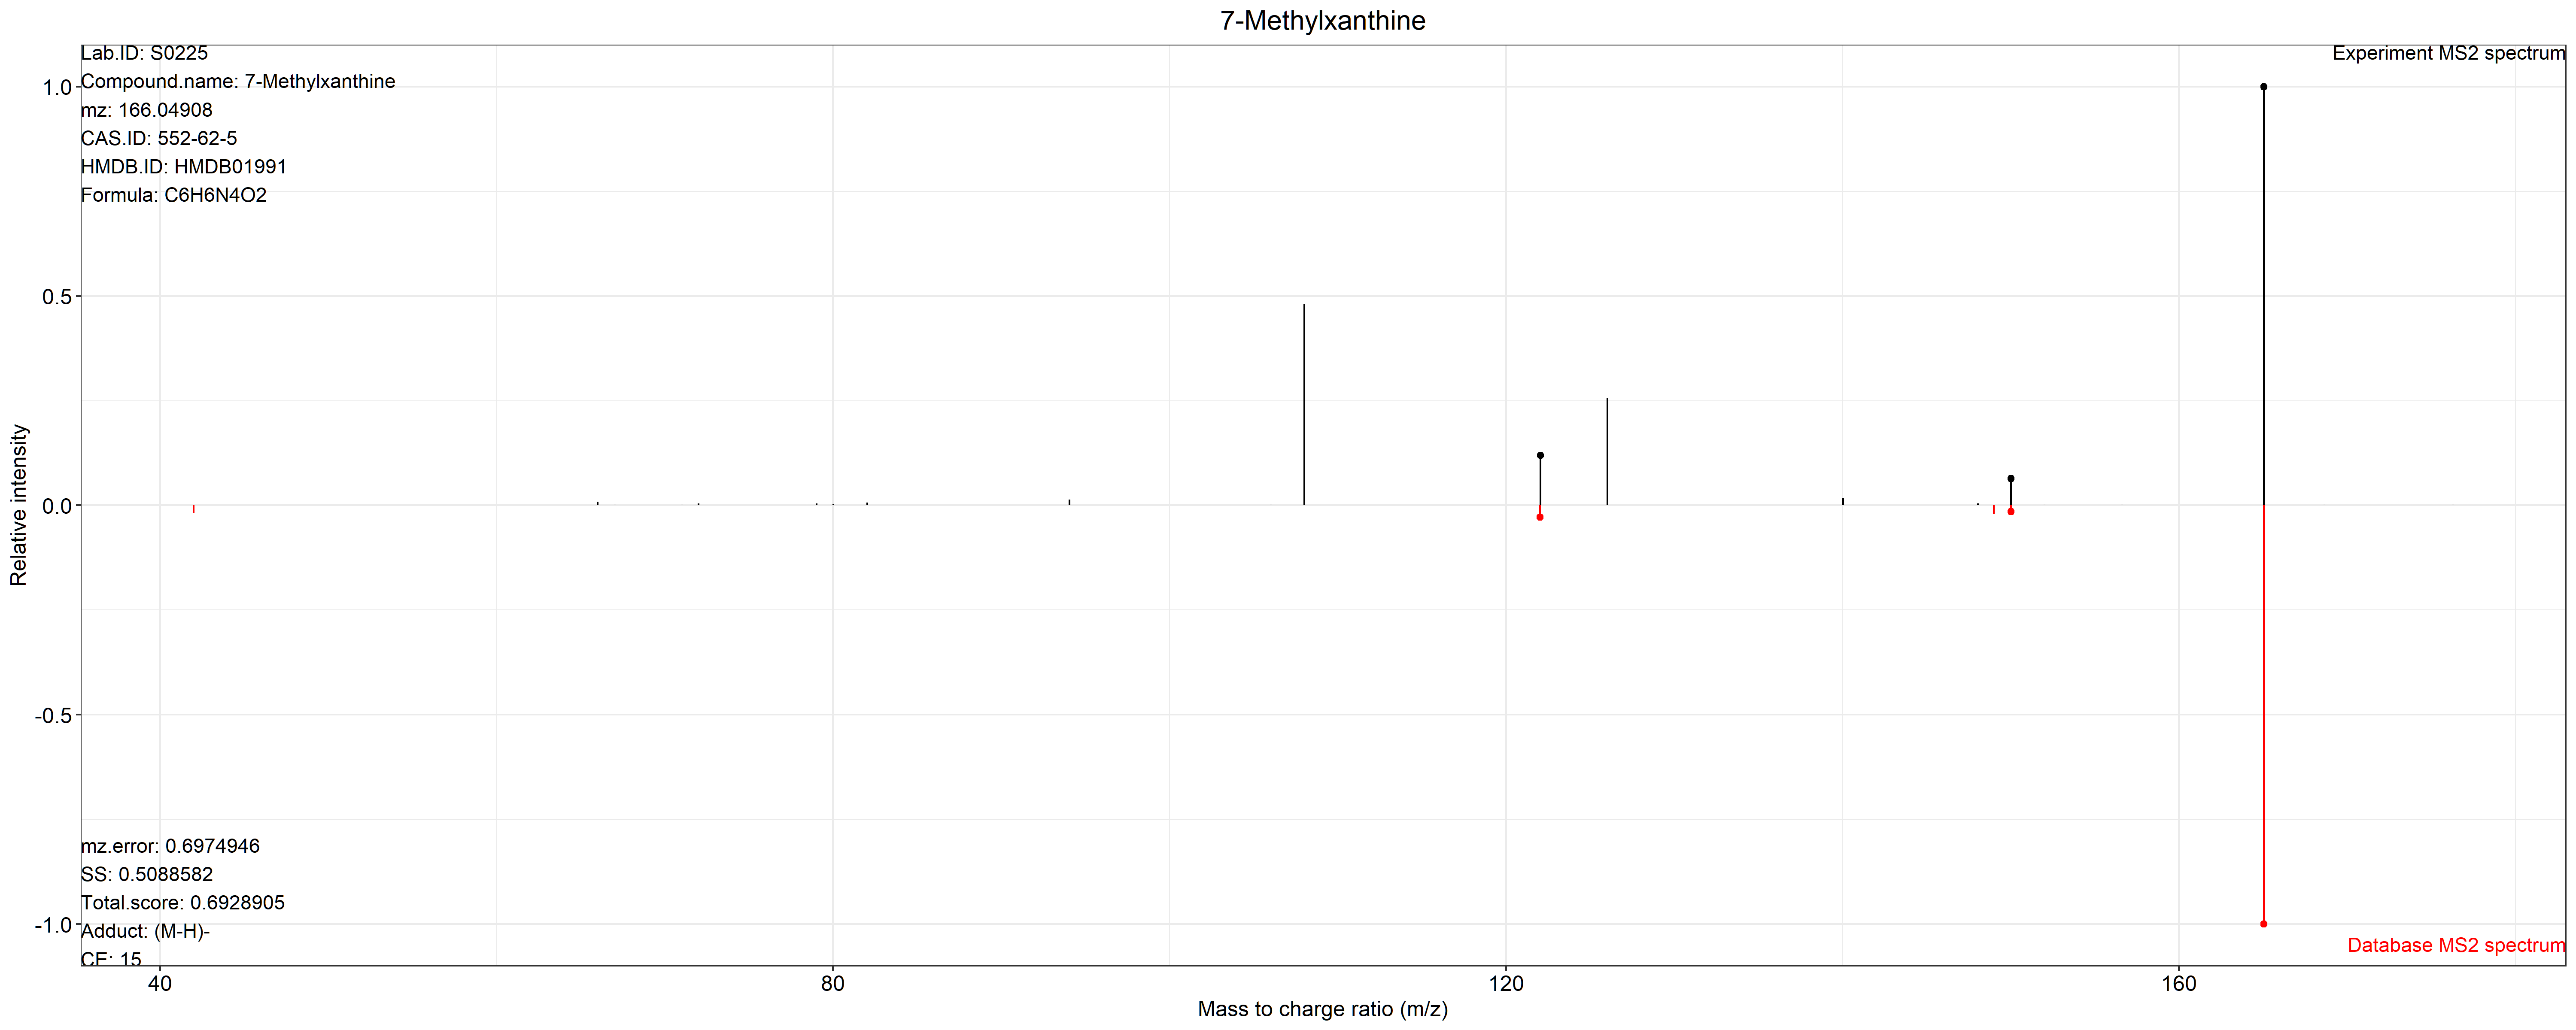 7-Methylxanthine
Lab.ID: S0225
Experiment MS2 spectrum
Compound.name: 7-Methylxanthine
mz: 166.04908
CAS.ID: 552-62-5
HMDB.ID: HMDB01991
Formula: C6H6N4O2
1.0
0.5
0.0
-0.5
-1.0
Relative intensity
mz.error: 0.6974946
SS: 0.5088582
Total.score: 0.6928905
Adduct: (M-H)-
CE: 15
Database MS2 spectrum
40
80
120
160
Mass to charge ratio (m/z)